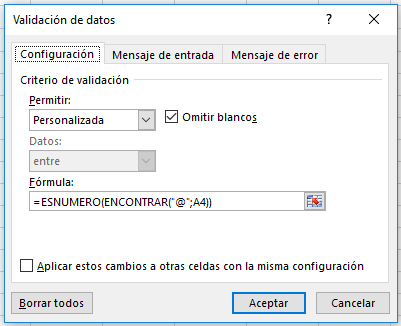 Validación de datos
Configuración Mensaje de entrada Mensaje de error
Criterio de validación
Permitir:
Personalizada Omitir blancos
Datos:
entre
Fórmula:
=ESNUMERO(ENCONTRAR("@";A4))
Aplicar estos cambios a otras celdas con la misma configuración
Borrar todos Aceptar Cancelar